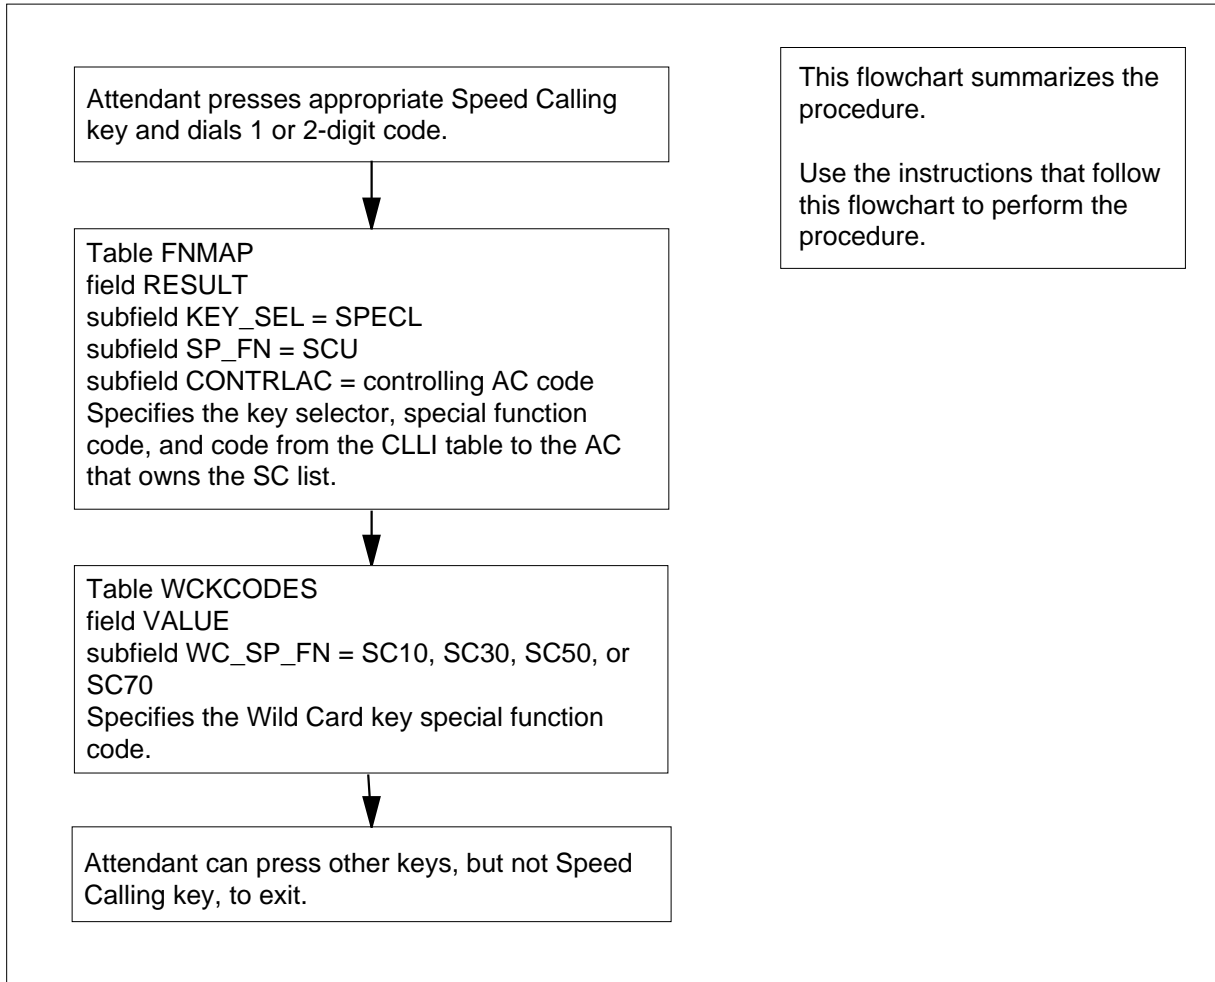 Attendant presses appropriate Speed Calling
key and dials 1 or 2-digit code.
This flowchart summarizes the
procedure.
Use the instructions that follow
this flowchart to perform the
procedure.
Table FNMAP
field RESULT
subfield KEY_SEL = SPECL
subfield SP_FN = SCU
subfield CONTRLAC = controlling AC code
Specifies the key selector, special function
code, and code from the CLLI table to the AC
that owns the SC list.
Table WCKCODES
field VALUE
subfield WC_SP_FN = SC10, SC30, SC50, or
SC70
Specifies the Wild Card key special function
code.
Attendant can press other keys, but not Speed
Calling key, to exit.